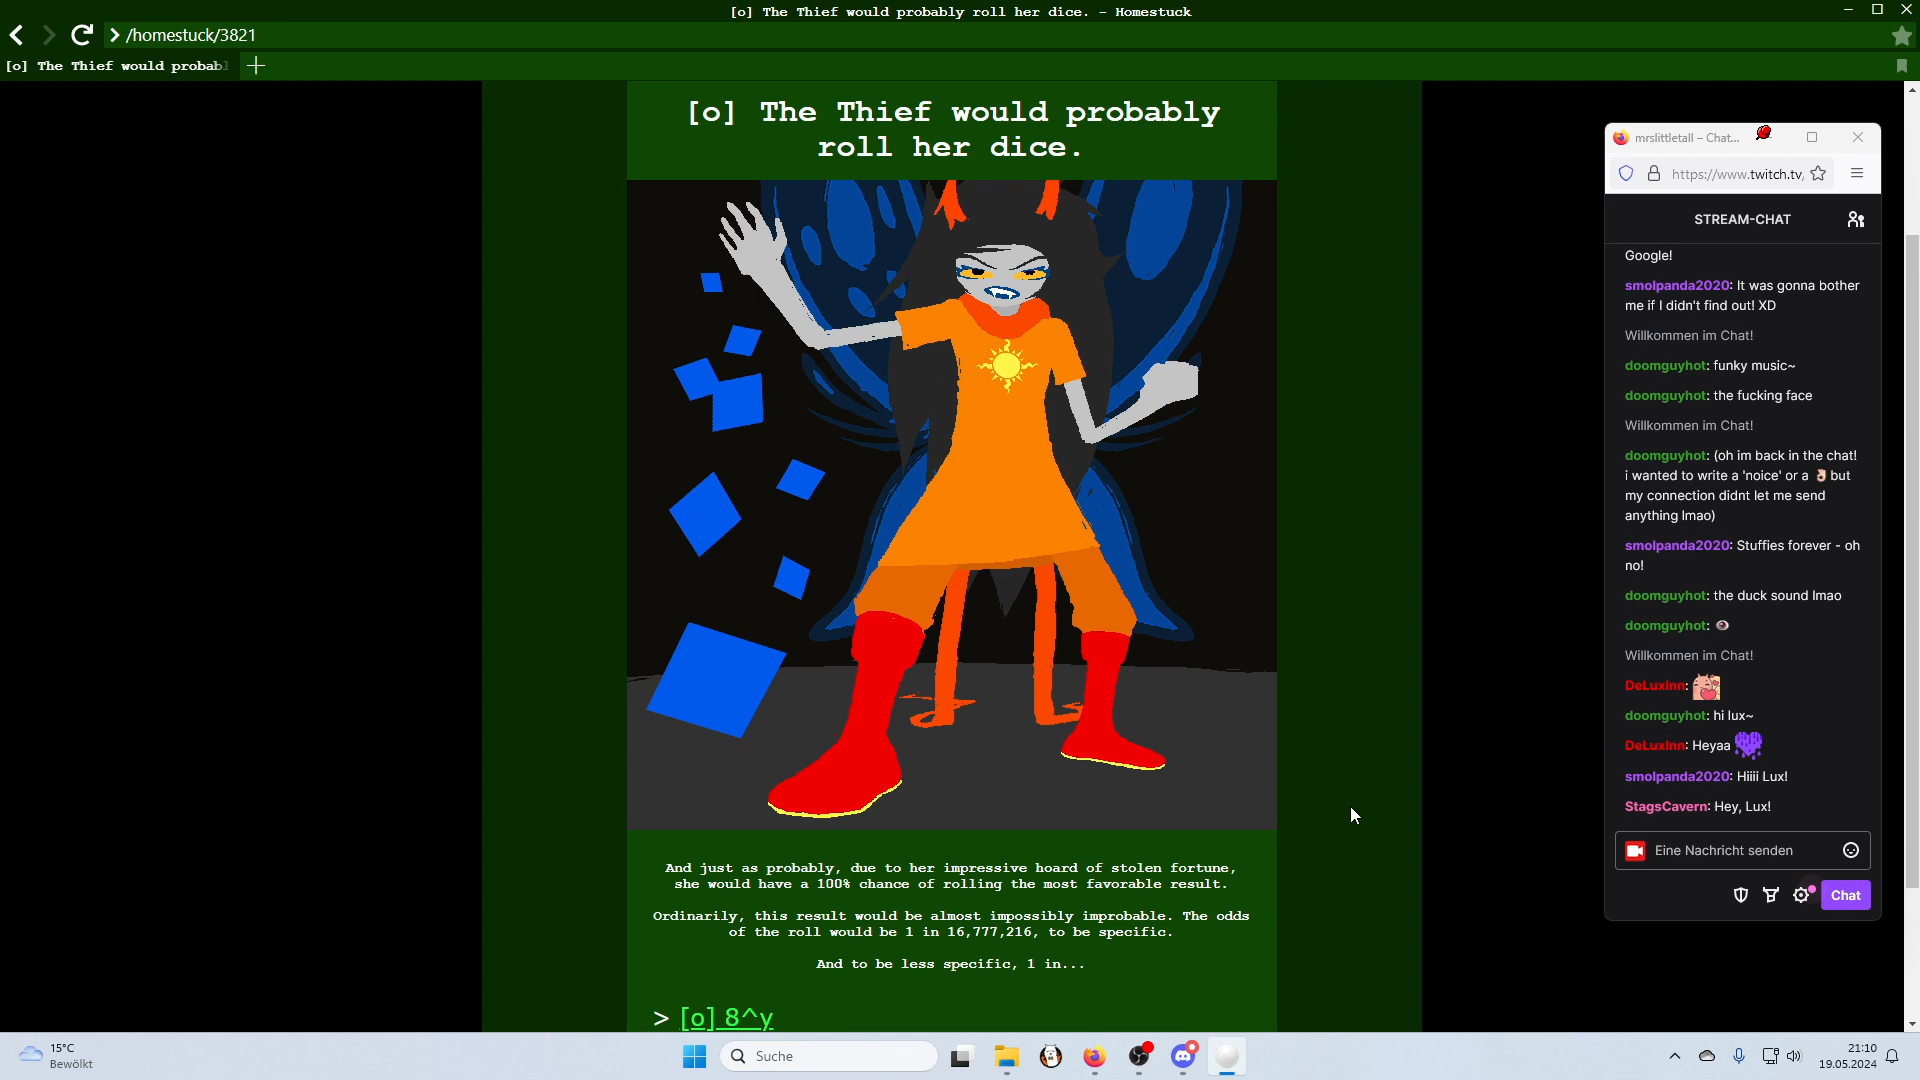 [o] The Thief would probably roll her dice. - Homestuck
/homestuck/3821
[o] The Thief would probabl
[o] The Thief would probably
roll her dice.
And just as probably, due to her impressive hoard of stolen fortune,
she would have a 100% chance of rolling the most favorable result.
Ordinarily, this result would be almost impossibly improbable. The odds
of the roll would be 1 in 16,777,216, to be specific.
And to be less specific, 1 in...
> [o] 8^y
mrslittletall – Chat...
https://www.twitch.tv,
STREAM-CHAT
Google!
smolpanda2020: It was gonna bother
me if I didn't find out! XD
Willkommen im Chat!
doomguyhot: funky music~
doomguyhot: the fucking face
Willkommen im Chat!
doomguyhot: (oh im back in the chat!
i wanted to write a 'noice' or a 👌 but
my connection didnt let me send
anything lmao)
smolpanda2020: Stuffies forever - oh
no!
doomguyhot: the duck sound lmao
doomguyhot: 👁
Willkommen im Chat!
DeLuxInn:
doomguyhot: hi lux~
DeLuxInn: Heyaa
smolpanda2020: Hiiii Lux!
StagsCavern: Hey, Lux!
Eine Nachricht senden
Chat
15°C
Bewölkt
Suche
21:10
19.05.2024